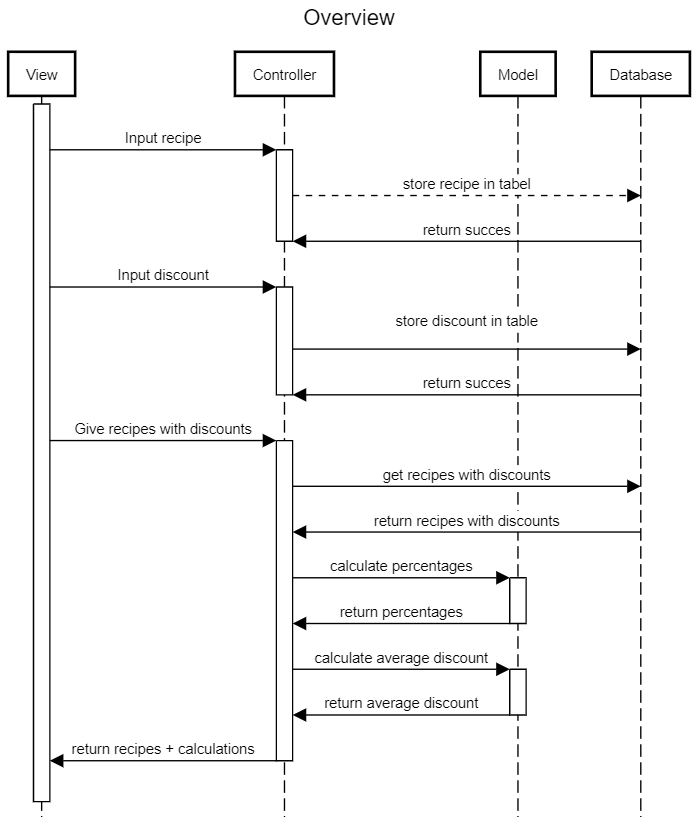 Overview
View
Controller
Model
Database
Input recipe
store recipe in tabel
return succes
Input discount
store discount in table
return succes
Give recipes with discounts
get recipes with discounts
return recipes with discounts
calculate percentages
return percentages
calculate average discount
return average discount
return recipes + calculations